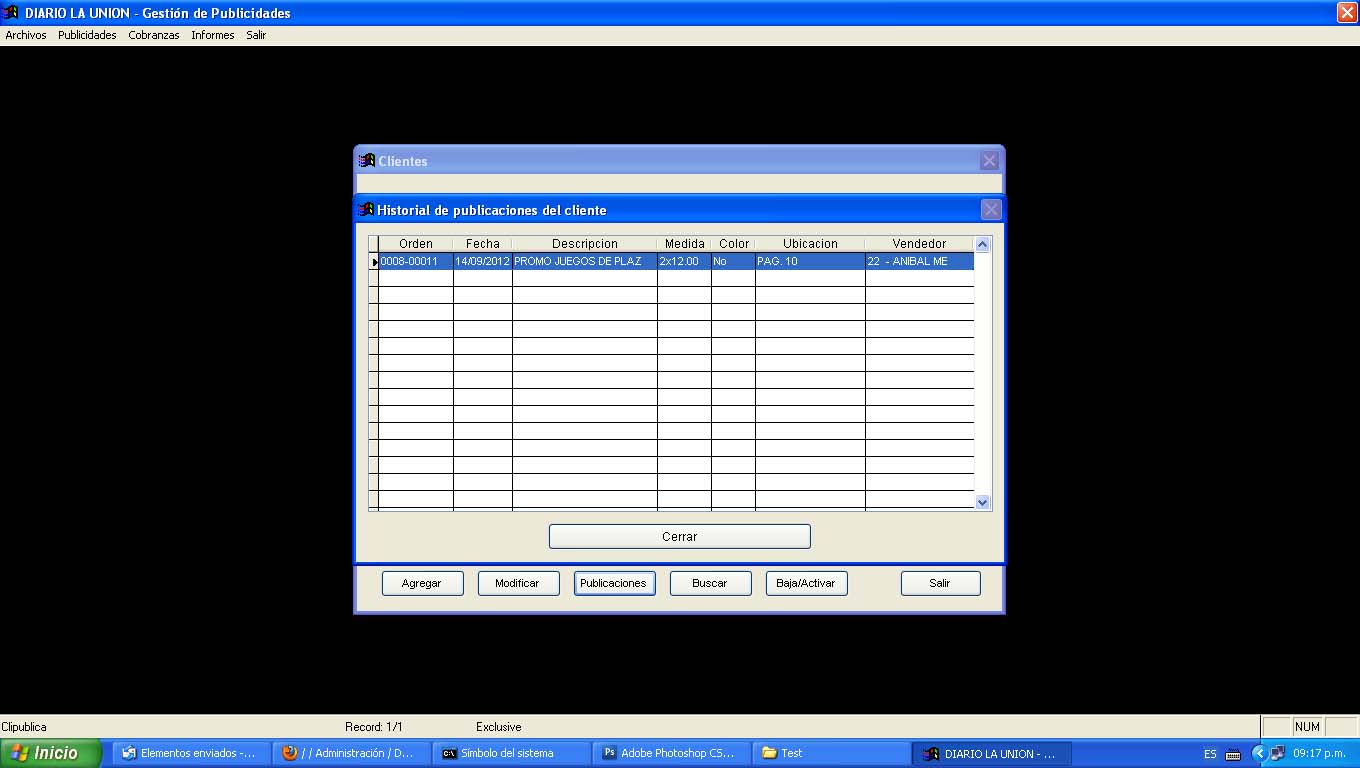 DIARIO LA UNION - Gestión de Publicidades
Archivos Publicidades Cobranzas Informes Salir
Clientes
Historial de publicaciones del cliente
Orden Fecha Descripcion Medida Color Ubicacion Vendedor
0008-00011 14/09/2012 PROMO JUEGOS DE PLAZ 2x12.00 No PAG. 10 22 - ANIBAL ME
Cerrar
Agregar Modificar Publicaciones Buscar Baja/Activar Salir
Clipublica Record: 1/1 Exclusive NUM
Inicio Elementos enviados -... / / Administración / D... Símbolo del sistema Adobe Photoshop CS... Test DIARIO LA UNION - ... ES 09:17 p.m.